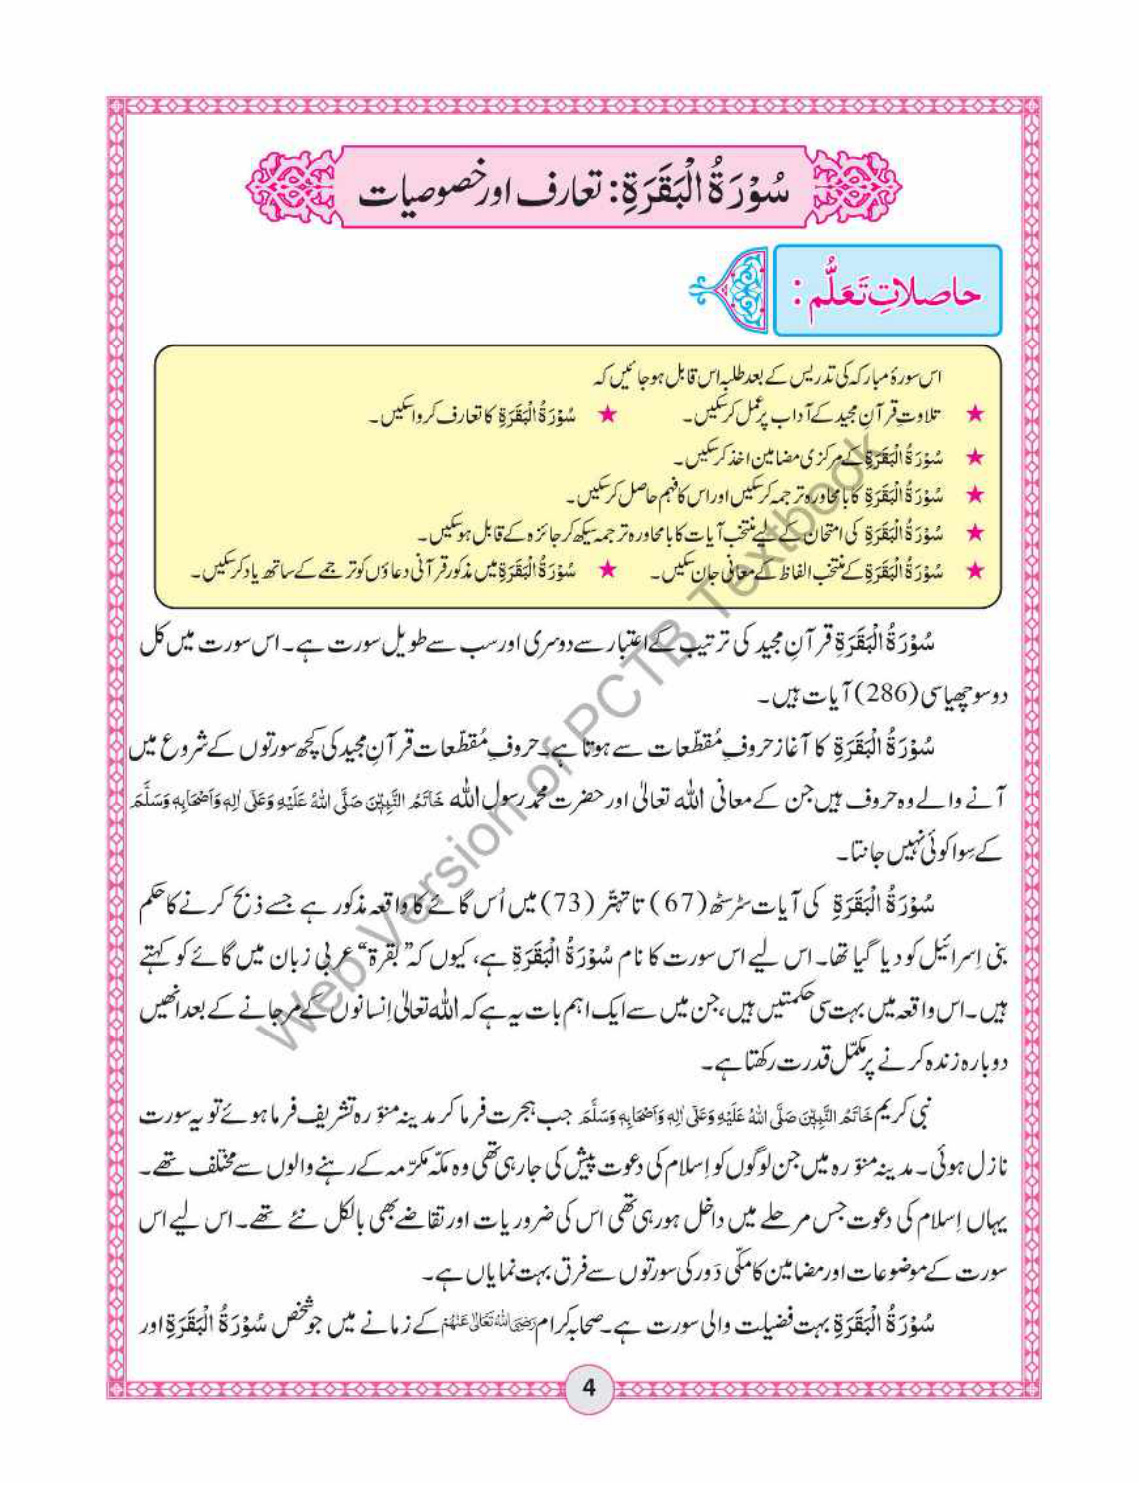 سُوْرَةُ الْبَقَرَةِ: تعارف اور خصوصیات
حاصلاتِ تَعَلُّم:
اس سورۂ مبارکہ کی تدریس کے بعد طلبہ اس قابل ہو جائیں کہ
★ تلاوتِ قرآنِ مجید کے آداب پر عمل کر سکیں۔ ★ سُوْرَةُ الْبَقَرَةِ کا تعارف کروا سکیں۔
★ سُوْرَةُ الْبَقَرَةِ کے مرکزی مضامین اخذ کر سکیں۔
★ سُوْرَةُ الْبَقَرَةِ کا بامحاورہ ترجمہ کر سکیں اور اس کا فہم حاصل کر سکیں۔
★ سُوْرَةُ الْبَقَرَةِ کی امتحان کے لیے منتخب آیات کا بامحاورہ ترجمہ سیکھ کر جائزہ کے قابل ہو سکیں۔
★ سُوْرَةُ الْبَقَرَةِ کے منتخب الفاظ کے معانی جان سکیں۔ ★ سُوْرَةُ الْبَقَرَةِ میں مذکور قرآنی دعاؤں کو ترجمے کے ساتھ یاد کر سکیں۔
سُوْرَةُ الْبَقَرَةِ قرآنِ مجید کی ترتیب کے اعتبار سے دوسری اور سب سے طویل سورت ہے۔ اس سورت میں کل
دو سو چھیاسی (286) آیات ہیں۔
سُوْرَةُ الْبَقَرَةِ کا آغاز حروفِ مُقطّعات سے ہوتا ہے۔ حروفِ مُقطّعات قرآنِ مجید کی کچھ سورتوں کے شروع میں
آنے والے وہ حروف ہیں جن کے معانی اللہ تعالیٰ اور حضرت محمد رسول اللہ خَاتَمُ النَّبِیّٖنَ صَلَّی اللہُ عَلَیْہِ وَعَلٰٓی اٰلِہٖ وَاَصْحَابِہٖ وَسَلَّمَ
کے سِوا کوئی نہیں جانتا۔
سُوْرَةُ الْبَقَرَةِ کی آیات سڑسٹھ (67) تا تہتّر (73) میں اُس گائے کا واقعہ مذکور ہے جسے ذبح کرنے کا حکم
بنی اِسرائیل کو دیا گیا تھا۔ اس لیے اس سورت کا نام سُوْرَةُ الْبَقَرَةِ ہے، کیوں کہ ”بقرة“ عربی زبان میں گائے کو کہتے
ہیں۔ اس واقعہ میں بہت سی حکمتیں ہیں، جن میں سے ایک اہم بات یہ ہے کہ اللہ تعالیٰ اِنسانوں کے مر جانے کے بعد انھیں
دوبارہ زندہ کرنے پر مکمّل قدرت رکھتا ہے۔
نبی کریم خَاتَمُ النَّبِیّٖنَ صَلَّی اللہُ عَلَیْہِ وَعَلٰٓی اٰلِہٖ وَاَصْحَابِہٖ وَسَلَّمَ جب ہجرت فرما کر مدینہ منوّرہ تشریف فرما ہوئے تو یہ سورت
نازل ہوئی۔ مدینہ منوّرہ میں جن لوگوں کو اِسلام کی دعوت پیش کی جا رہی تھی وہ مکّہ مکرّمہ کے رہنے والوں سے مختلف تھے۔
یہاں اِسلام کی دعوت جس مرحلے میں داخل ہو رہی تھی اس کی ضروریات اور تقاضے بھی بالکل نئے تھے۔ اس لیے اس
سورت کے موضوعات اور مضامین کا مکّی دَور کی سورتوں سے فرق بہت نمایاں ہے۔
سُوْرَةُ الْبَقَرَةِ بہت فضیلت والی سورت ہے۔ صحابہ کرام رَضِیَ اللہُ تَعَالٰی عَنْہُمْ کے زمانے میں جو شخص سُوْرَةُ الْبَقَرَةِ اور
4
Web Version of PCTB Textbook